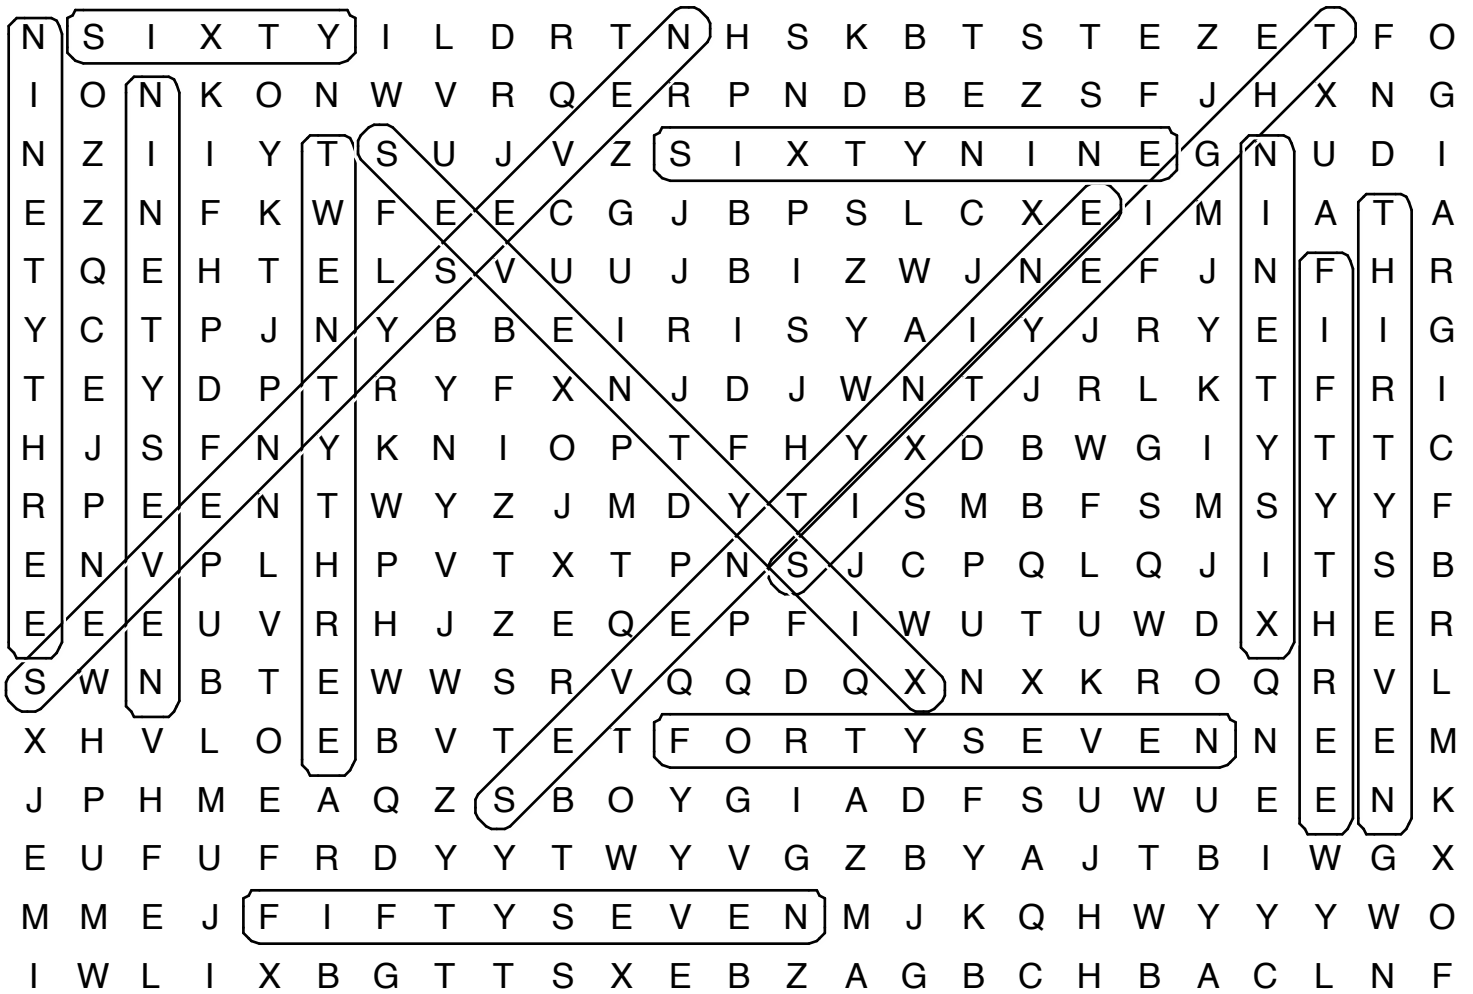 N S I X T Y I L D R T N H S K B T S T E Z E T F O
I O N K O N W V R Q E R P N D B E Z S F J H X N G
N Z I I Y T S U J V Z S I X T Y N I N E G N U D I
E Z N F K W F E E C G J B P S L C X E I M I A T A
T Q E H T E L S V U U J B I Z W J N E F J N F H R
Y C T P J N Y B B E I R I S Y A I Y J R Y E I I G
T E Y D P T R Y F X N J D J W N T J R L K T F R I
H J S F N Y K N I O P T F H Y X D B W G I Y T T C
R P E E N T W Y Z J M D Y T I S M B F S M S Y Y F
E N V P L H P V T X T P N S J C P Q L Q J I T S B
E E E U V R H J Z E Q E P F I W U T U W D X H E R
S W N B T E W W S R V Q Q D Q X N X K R O Q R V L
X H V L O E B V T E T F O R T Y S E V E N N E E M
J P H M E A Q Z S B O Y G I A D F S U W U E E N K
E U F U F R D Y Y T W Y V G Z B Y A J T B I W G X
M M E J F I F T Y S E V E N M J K Q H W Y Y Y W O
I W L I X B G T T S X E B Z A G B C H B A C L N F